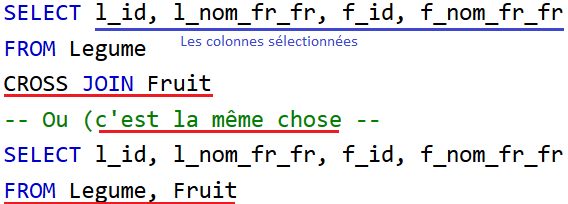 SELECT l_id, l_nom_fr_fr, f_id, f_nom_fr_fr
Les colonnes sélectionnées
FROM Legume
CROSS JOIN Fruit
-- Ou (c'est la même chose --
SELECT l_id, l_nom_fr_fr, f_id, f_nom_fr_fr
FROM Legume, Fruit